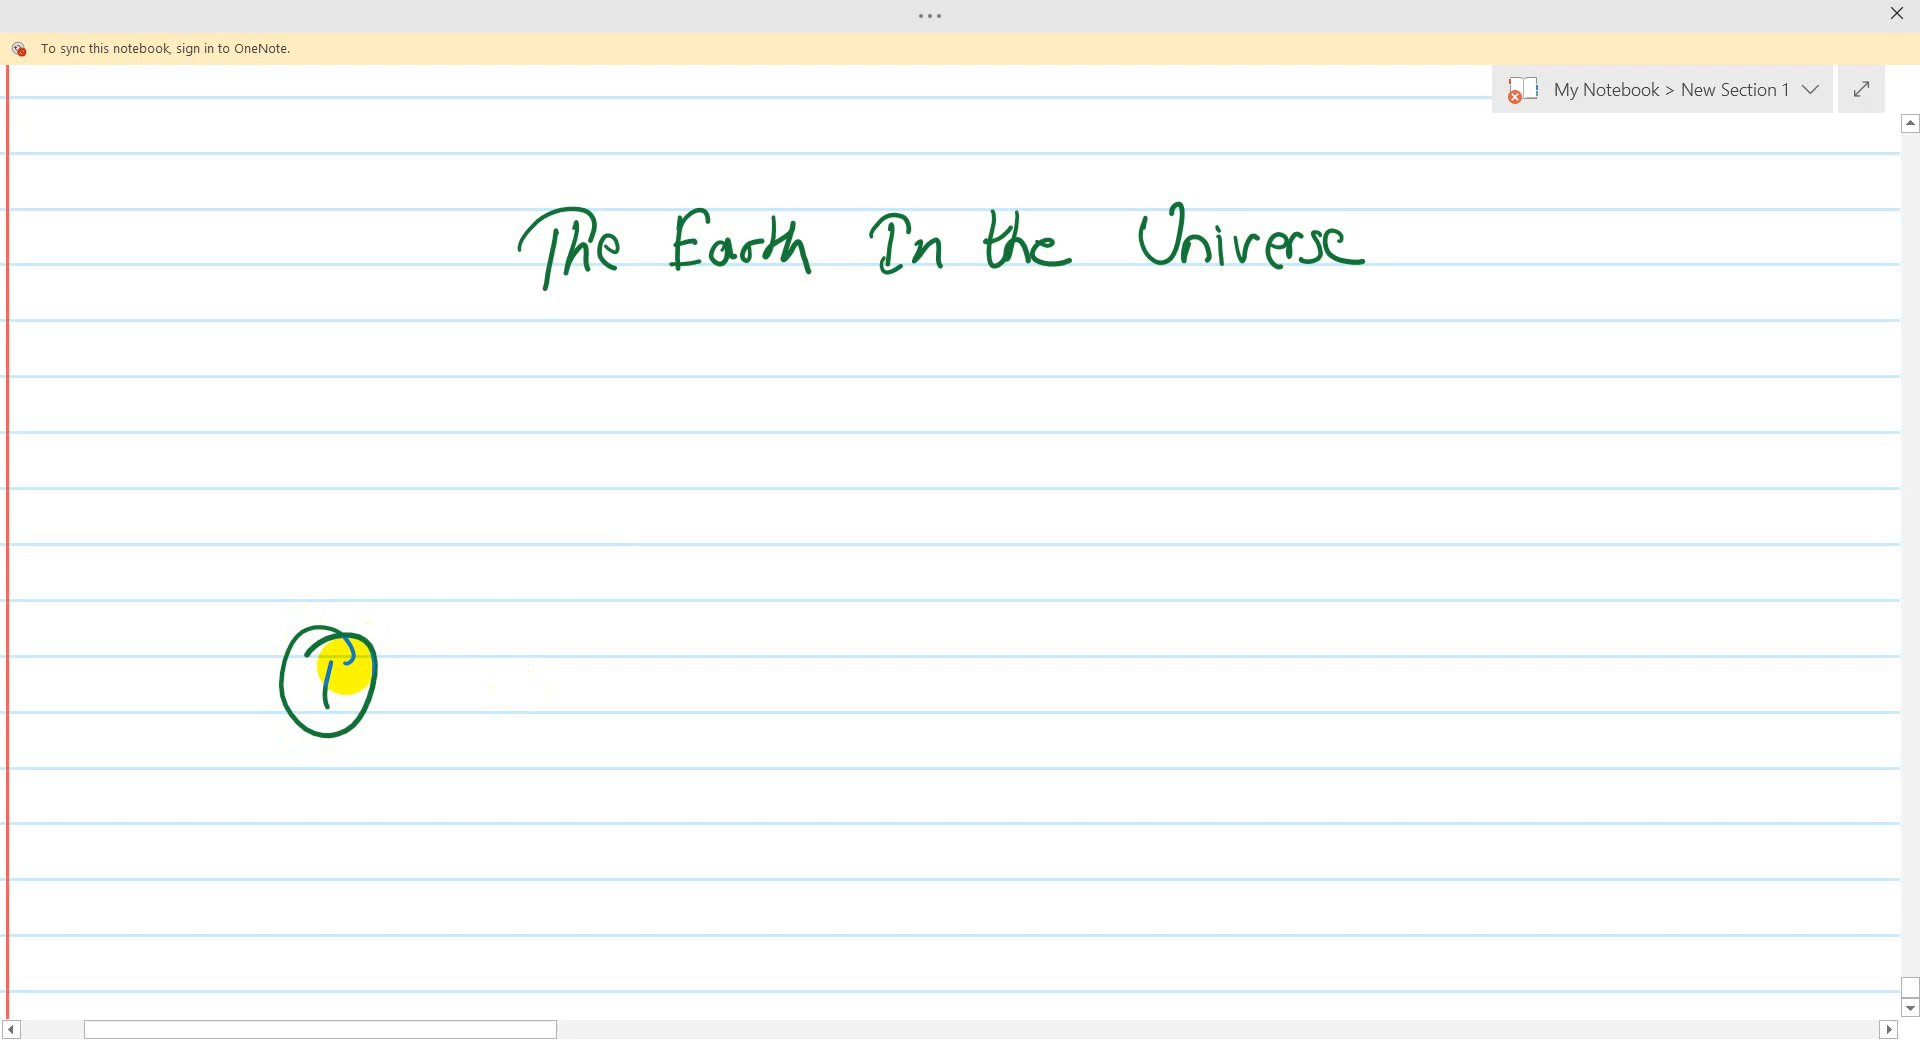 To sync this notebook, sign in to OneNote.
My Notebook > New Section 1
The Earth In the Universe
P